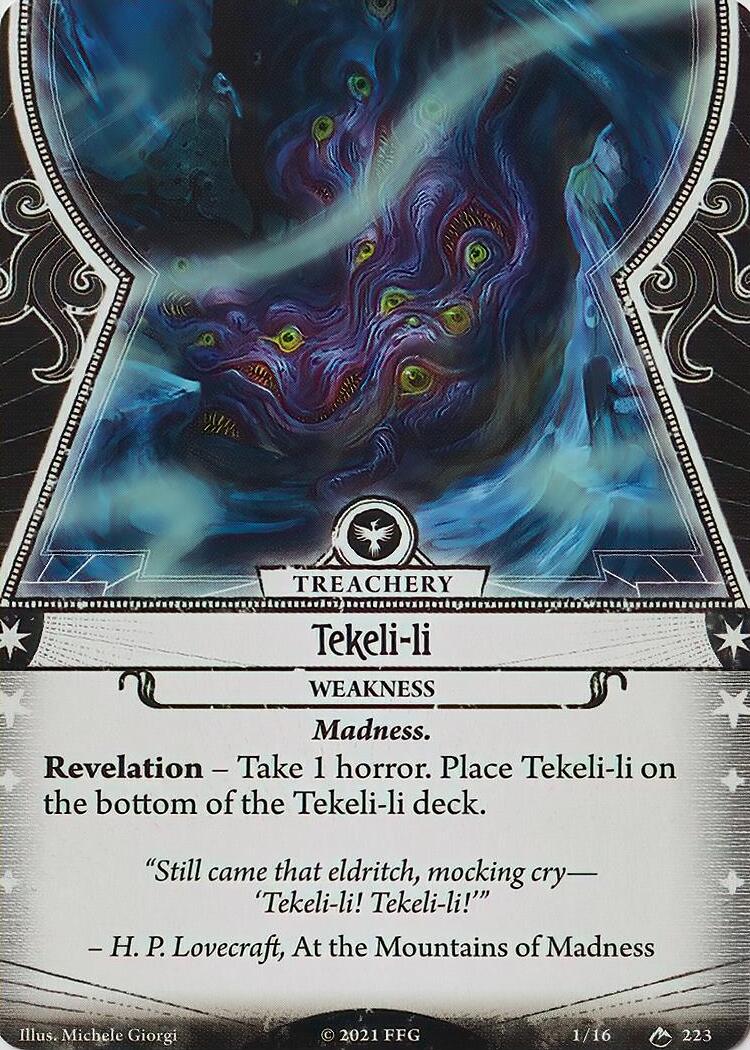 TREACHERY
Tekeli-li
WEAKNESS
Madness.
Revelation – Take 1 horror. Place Tekeli-li on
the bottom of the Tekeli-li deck.
“Still came that eldritch, mocking cry—
‘Tekeli-li! Tekeli-li!’”
– H. P. Lovecraft, At the Mountains of Madness
Illus. Michele Giorgi © 2021 FFG 1/16 223